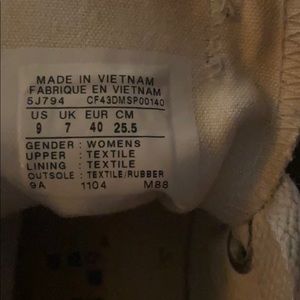 MADE IN VIETNAM
FABRIQUE EN VIETNAM
5J794 CF43DMSP00140
US UK EUR CM
9 7 40 25.5
GENDER : WOMENS
UPPER : TEXTILE
LINING : TEXTILE
OUTSOLE : TEXTILE/RUBBER
9A 1104 M88